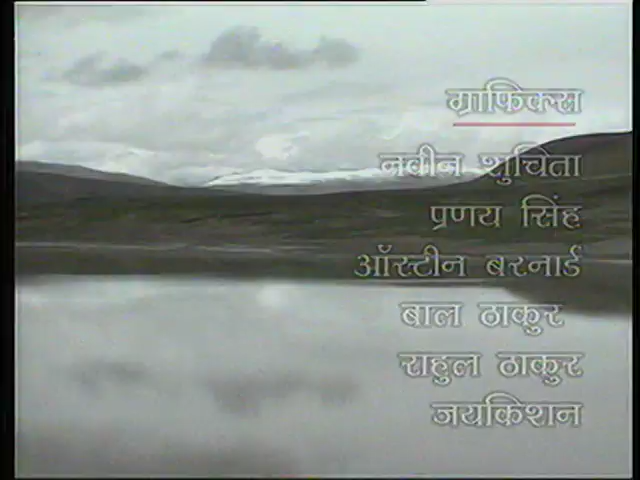 ग्राफिक्स
नवीन शुचिता
प्रणय सिंह
ऑस्टीन बरनार्ड
बाल ठाकुर
राहुल ठाकुर
जयकिशन